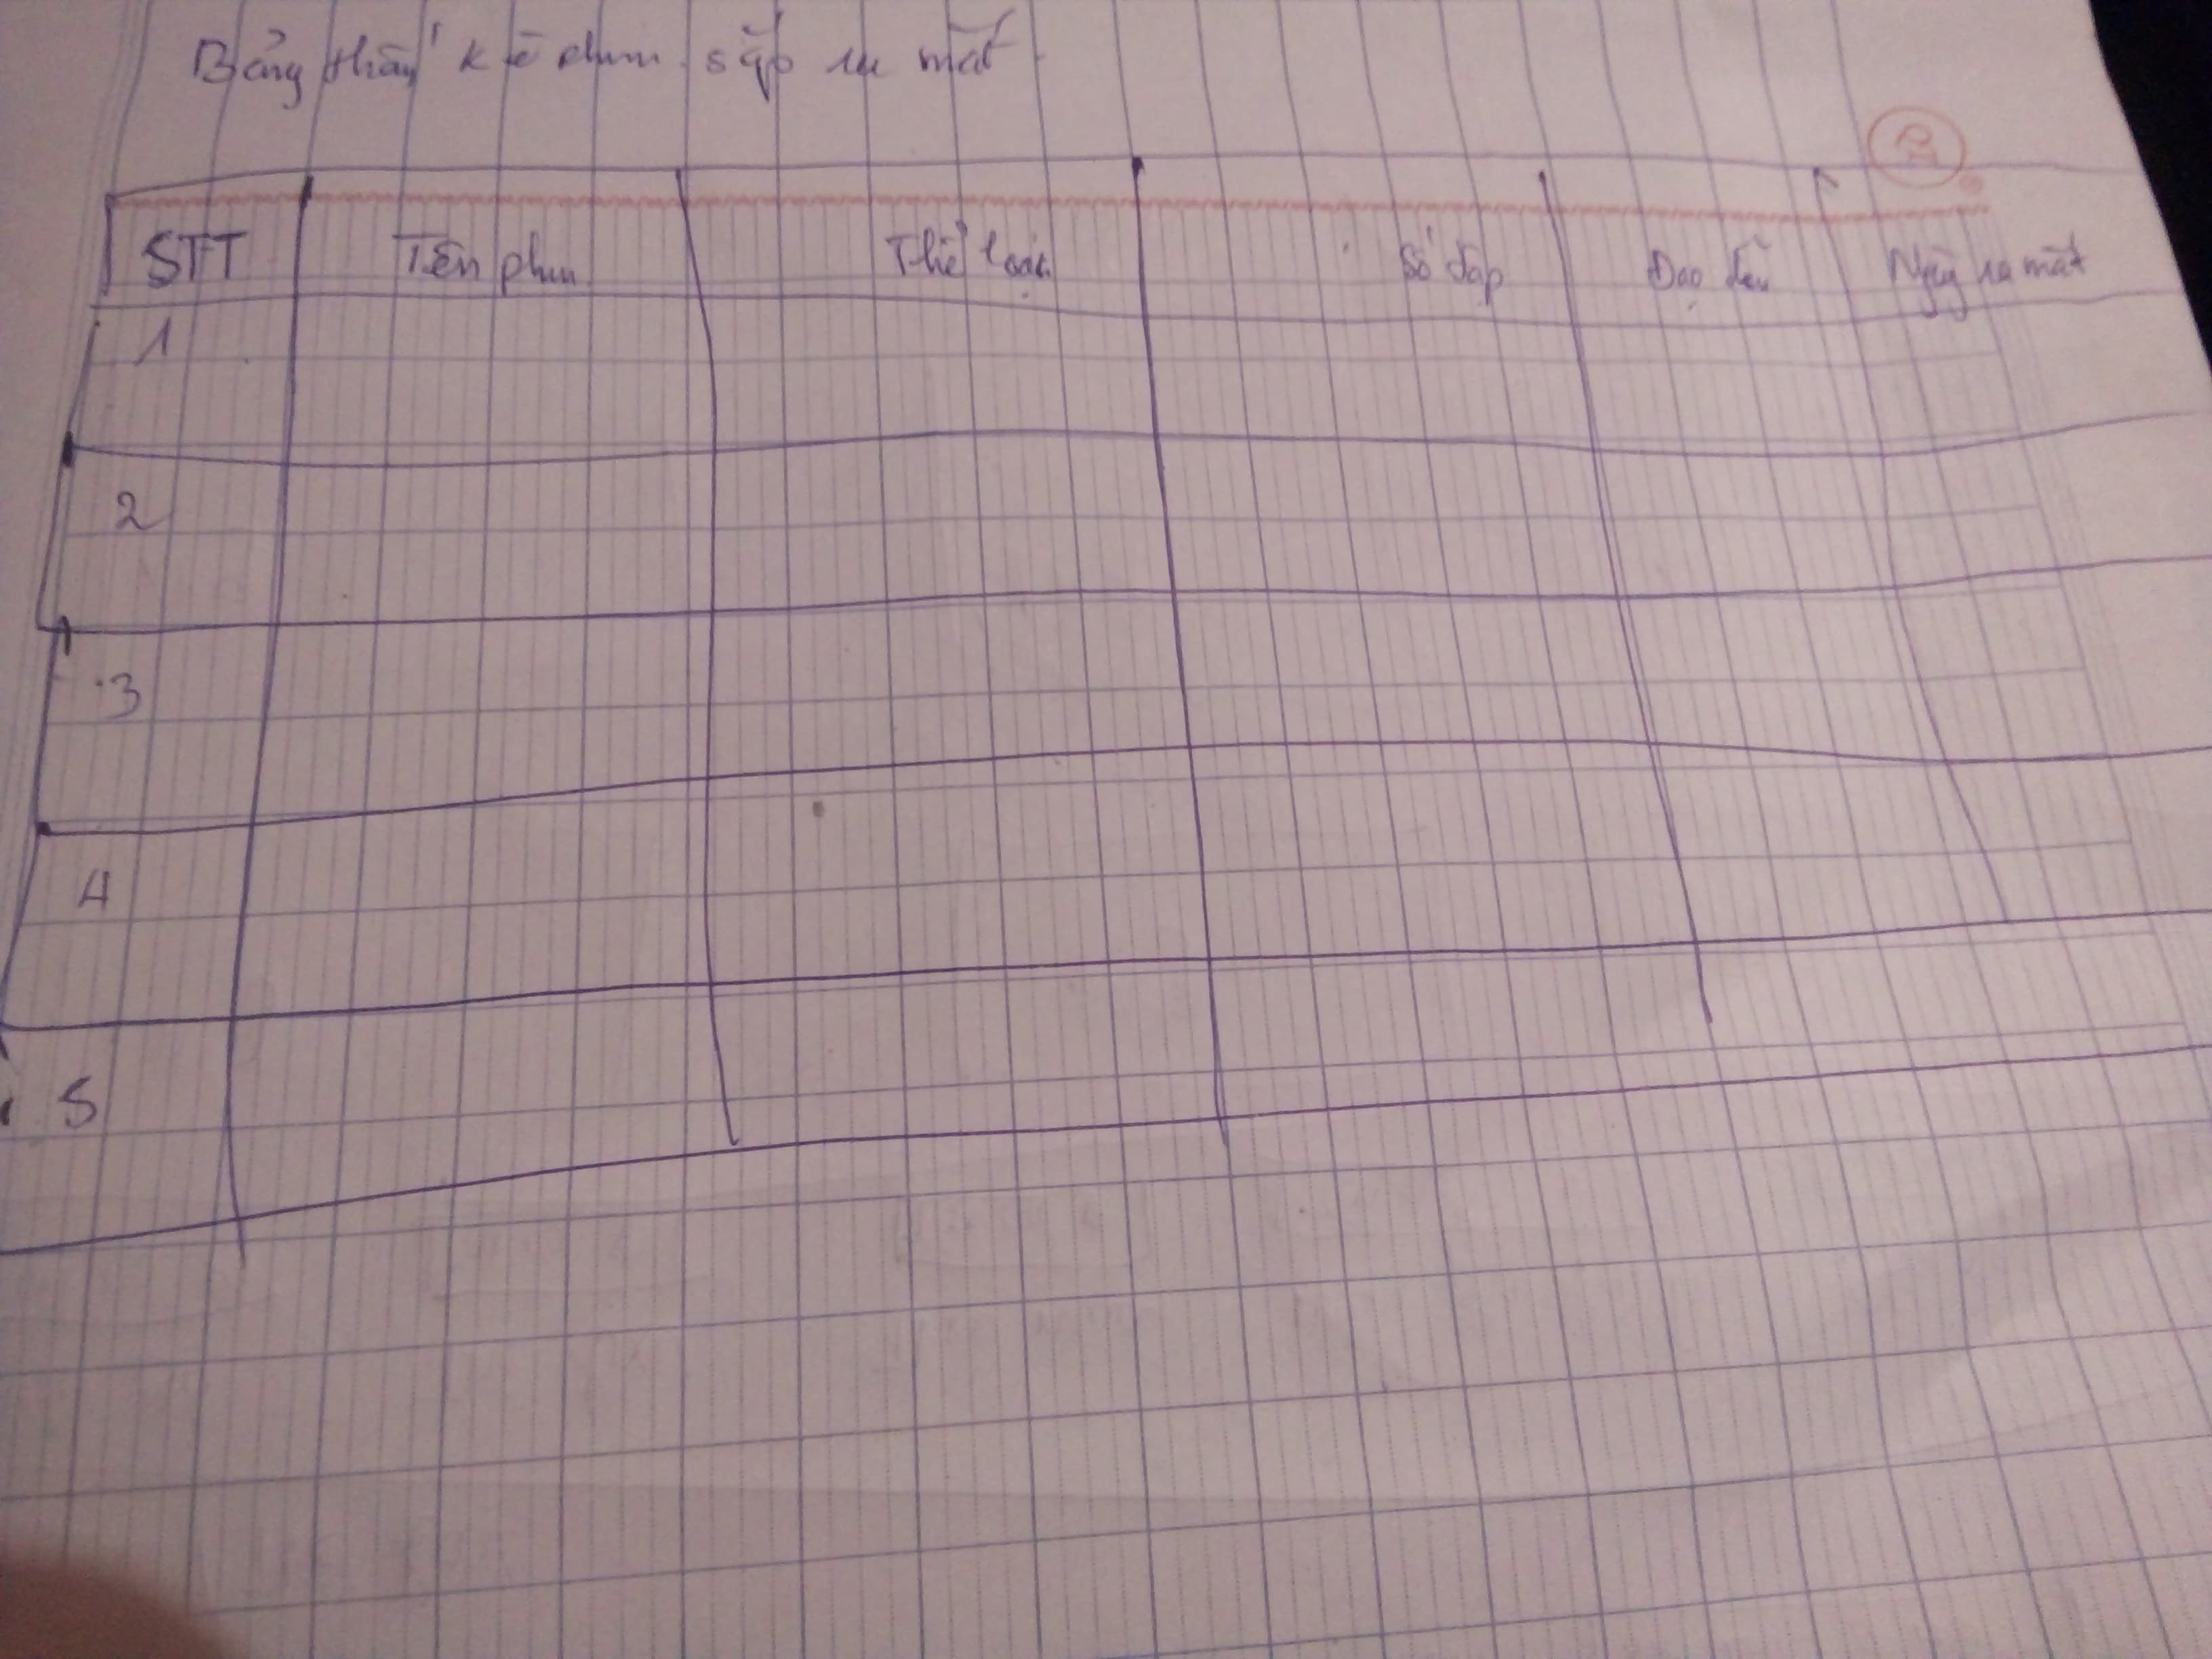 Bảng thống kê phim sắp ra mắt
STT Tên phim Thể loại Số tập Đạo diễn Ngày ra mắt
1
2
3
4
5